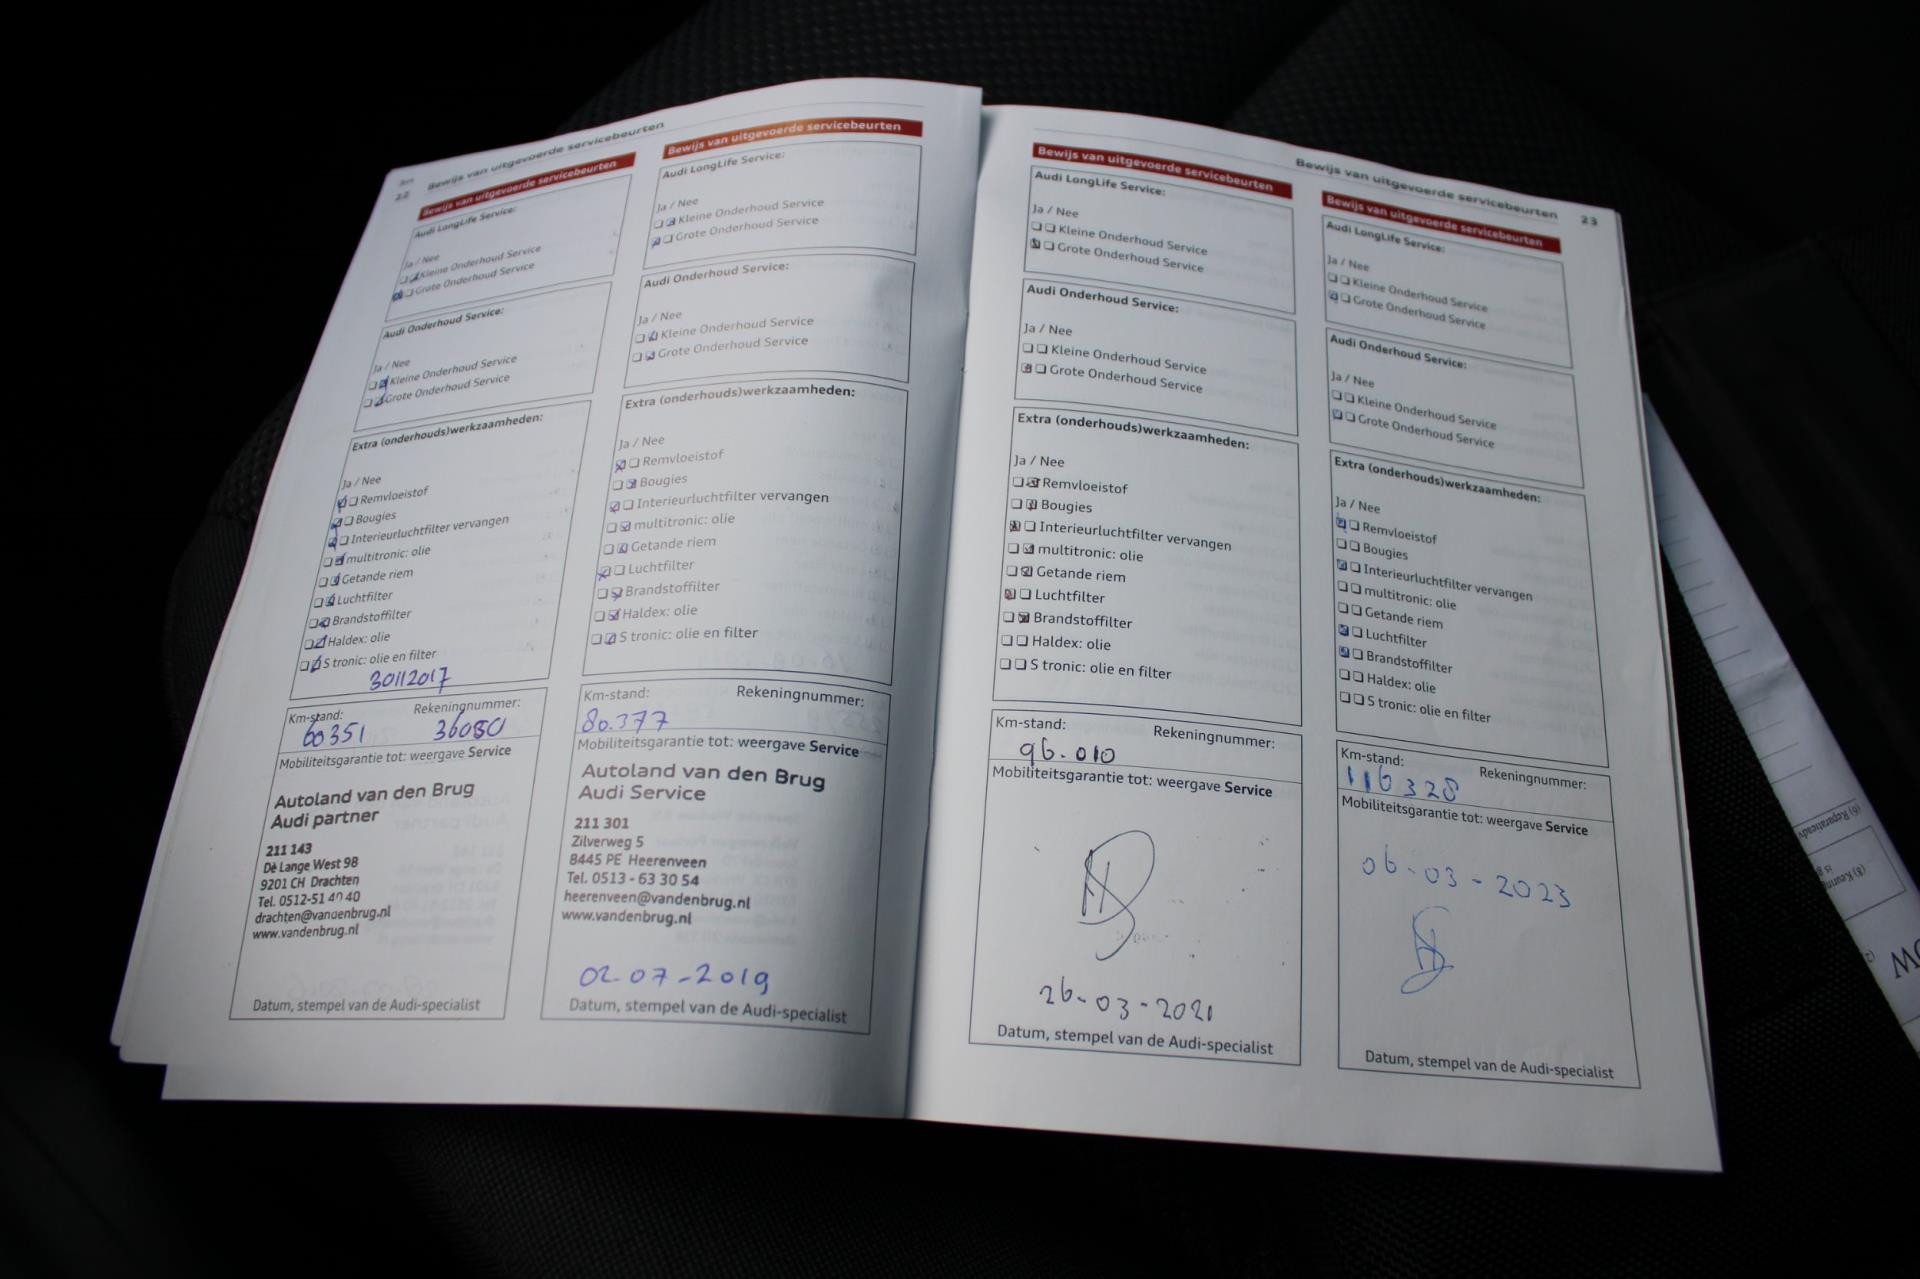 22
Bewijs van uitgevoerde servicebeurten
Bewijs van uitgevoerde servicebeurten
Audi LongLife Service:
Ja / Nee
Kleine Onderhoud Service
Grote Onderhoud Service
Audi Onderhoud Service:
Ja / Nee
Kleine Onderhoud Service
Grote Onderhoud Service
Extra (onderhouds)werkzaamheden:
Ja / Nee
Remvloeistof
Bougies
Interieurluchtfilter vervangen
multitronic: olie
Getande riem
Luchtfilter
Brandstoffilter
Haldex: olie
S tronic: olie en filter
30112017
Km-stand: Rekeningnummer:
60351 36080
Mobiliteitsgarantie tot: weergave Service
Autoland van den Brug
Audi partner
211 143
Dè Lange West 98
9201 CH Drachten
Tel. 0512-51 40 40
drachten@vandenbrug.nl
www.vandenbrug.nl
Datum, stempel van de Audi-specialist
Bewijs van uitgevoerde servicebeurten
Audi LongLife Service:
Ja / Nee
Kleine Onderhoud Service
Grote Onderhoud Service
Audi Onderhoud Service:
Ja / Nee
Kleine Onderhoud Service
Grote Onderhoud Service
Extra (onderhouds)werkzaamheden:
Ja / Nee
Remvloeistof
Bougies
Interieurluchtfilter vervangen
multitronic: olie
Getande riem
Luchtfilter
Brandstoffilter
Haldex: olie
S tronic: olie en filter
Km-stand: Rekeningnummer:
80.377
Mobiliteitsgarantie tot: weergave Service
Autoland van den Brug
Audi Service
211 301
Zilverweg 5
8445 PE Heerenveen
Tel. 0513 - 63 30 54
heerenveen@vandenbrug.nl
www.vandenbrug.nl
02-07-2019
Datum, stempel van de Audi-specialist
Bewijs van uitgevoerde servicebeurten 23
Bewijs van uitgevoerde servicebeurten
Audi LongLife Service:
Ja / Nee
Kleine Onderhoud Service
Grote Onderhoud Service
Audi Onderhoud Service:
Ja / Nee
Kleine Onderhoud Service
Grote Onderhoud Service
Extra (onderhouds)werkzaamheden:
Ja / Nee
Remvloeistof
Bougies
Interieurluchtfilter vervangen
multitronic: olie
Getande riem
Luchtfilter
Brandstoffilter
Haldex: olie
S tronic: olie en filter
Km-stand: Rekeningnummer:
96.010
Mobiliteitsgarantie tot: weergave Service
26-03-2021
Datum, stempel van de Audi-specialist
Bewijs van uitgevoerde servicebeurten
Audi LongLife Service:
Ja / Nee
Kleine Onderhoud Service
Grote Onderhoud Service
Audi Onderhoud Service:
Ja / Nee
Kleine Onderhoud Service
Grote Onderhoud Service
Extra (onderhouds)werkzaamheden:
Ja / Nee
Remvloeistof
Bougies
Interieurluchtfilter vervangen
multitronic: olie
Getande riem
Luchtfilter
Brandstoffilter
Haldex: olie
S tronic: olie en filter
Km-stand: Rekeningnummer:
116328
Mobiliteitsgarantie tot: weergave Service
06-03-2023
Datum, stempel van de Audi-specialist